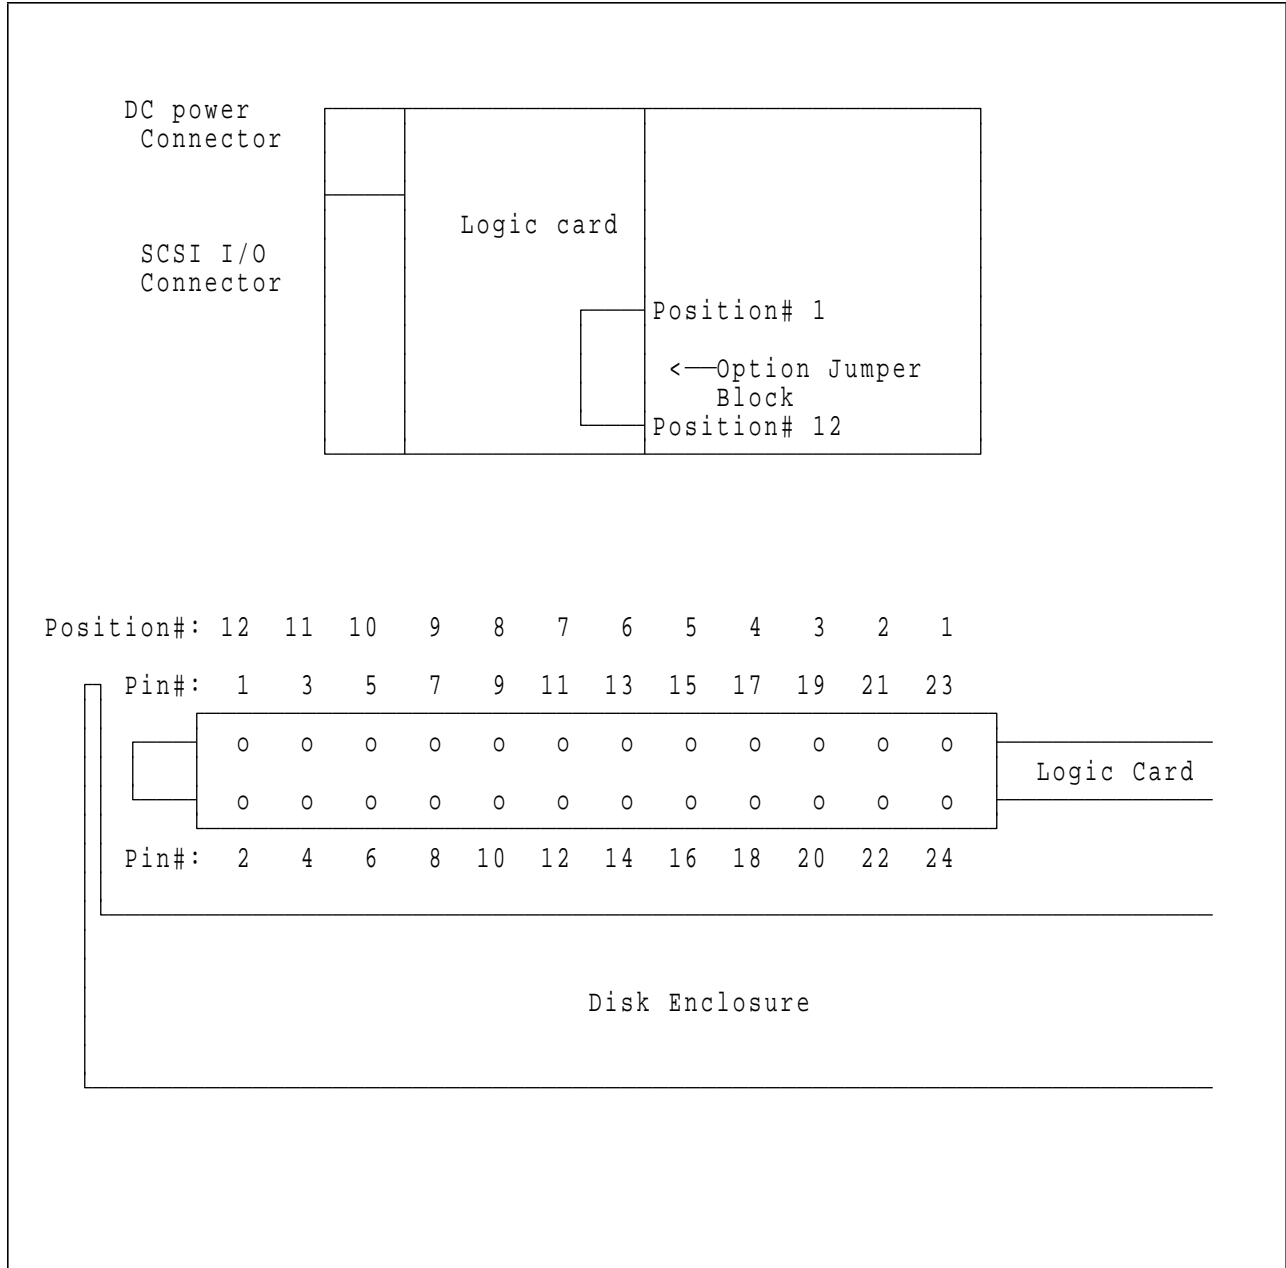 DC power
Connector
Logic card
SCSI I/O
Connector
Position# 1
<──Option Jumper
Block
Position# 12
Position#: 12 11 10 9 8 7 6 5 4 3 2 1
Pin#: 1 3 5 7 9 11 13 15 17 19 21 23
o o o o o o o o o o o o
Logic Card
o o o o o o o o o o o o
Pin#: 2 4 6 8 10 12 14 16 18 20 22 24
Disk Enclosure